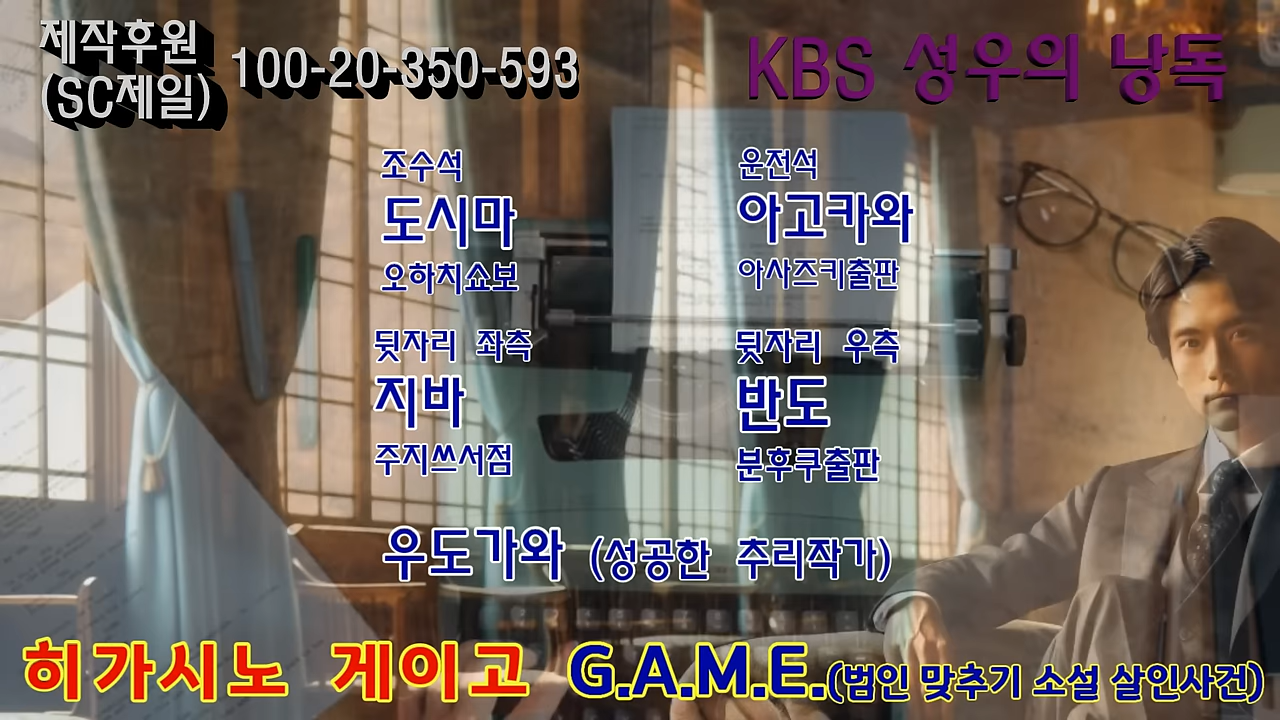 제작후원
(SC제일)
100-20-350-593
KBS 성우의 낭독
조수석
도시마
오하치쇼보
운전석
아고카와
아사즈키출판
뒷자리 좌측
지바
주지쓰서점
뒷자리 우측
반도
분후쿠출판
우도가와 (성공한 추리작가)
히가시노 게이고 G.A.M.E.(범인 맞추기 소설 살인사건)